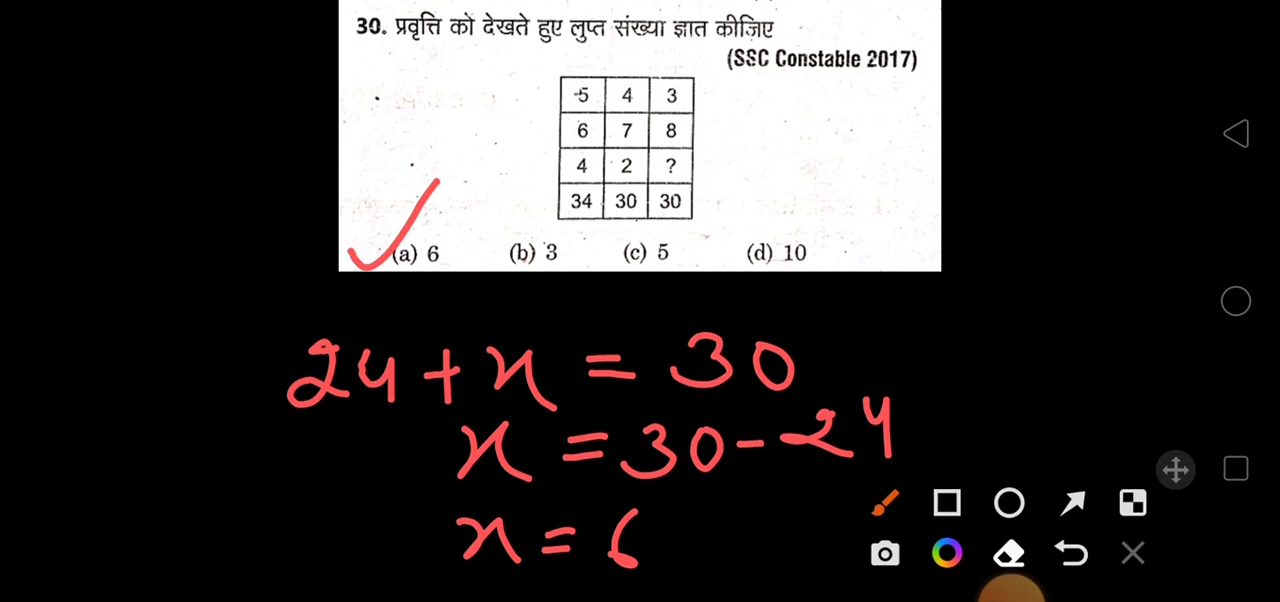 30. प्रवृत्ति को देखते हुए लुप्त संख्या ज्ञात कीजिए
(SSC Constable 2017)
5 4 3
6 7 8
4 2 ?
34 30 30
(a) 6 (b) 3 (c) 5 (d) 10
24 + x = 30
x = 30 - 24
x = 6